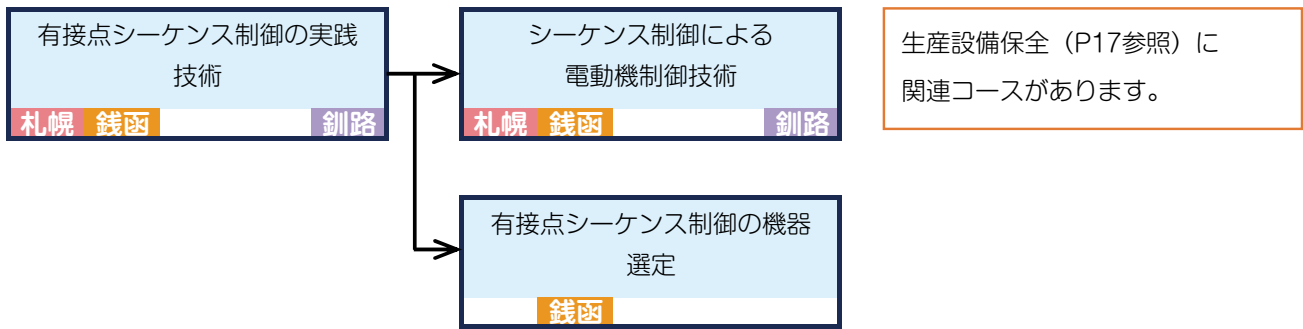 有接点シーケンス制御の実践
技術
札幌 銭函 釧路
シーケンス制御による
電動機制御技術
札幌 銭函 釧路
生産設備保全（P17参照）に
関連コースがあります。
有接点シーケンス制御の機器
選定
銭函